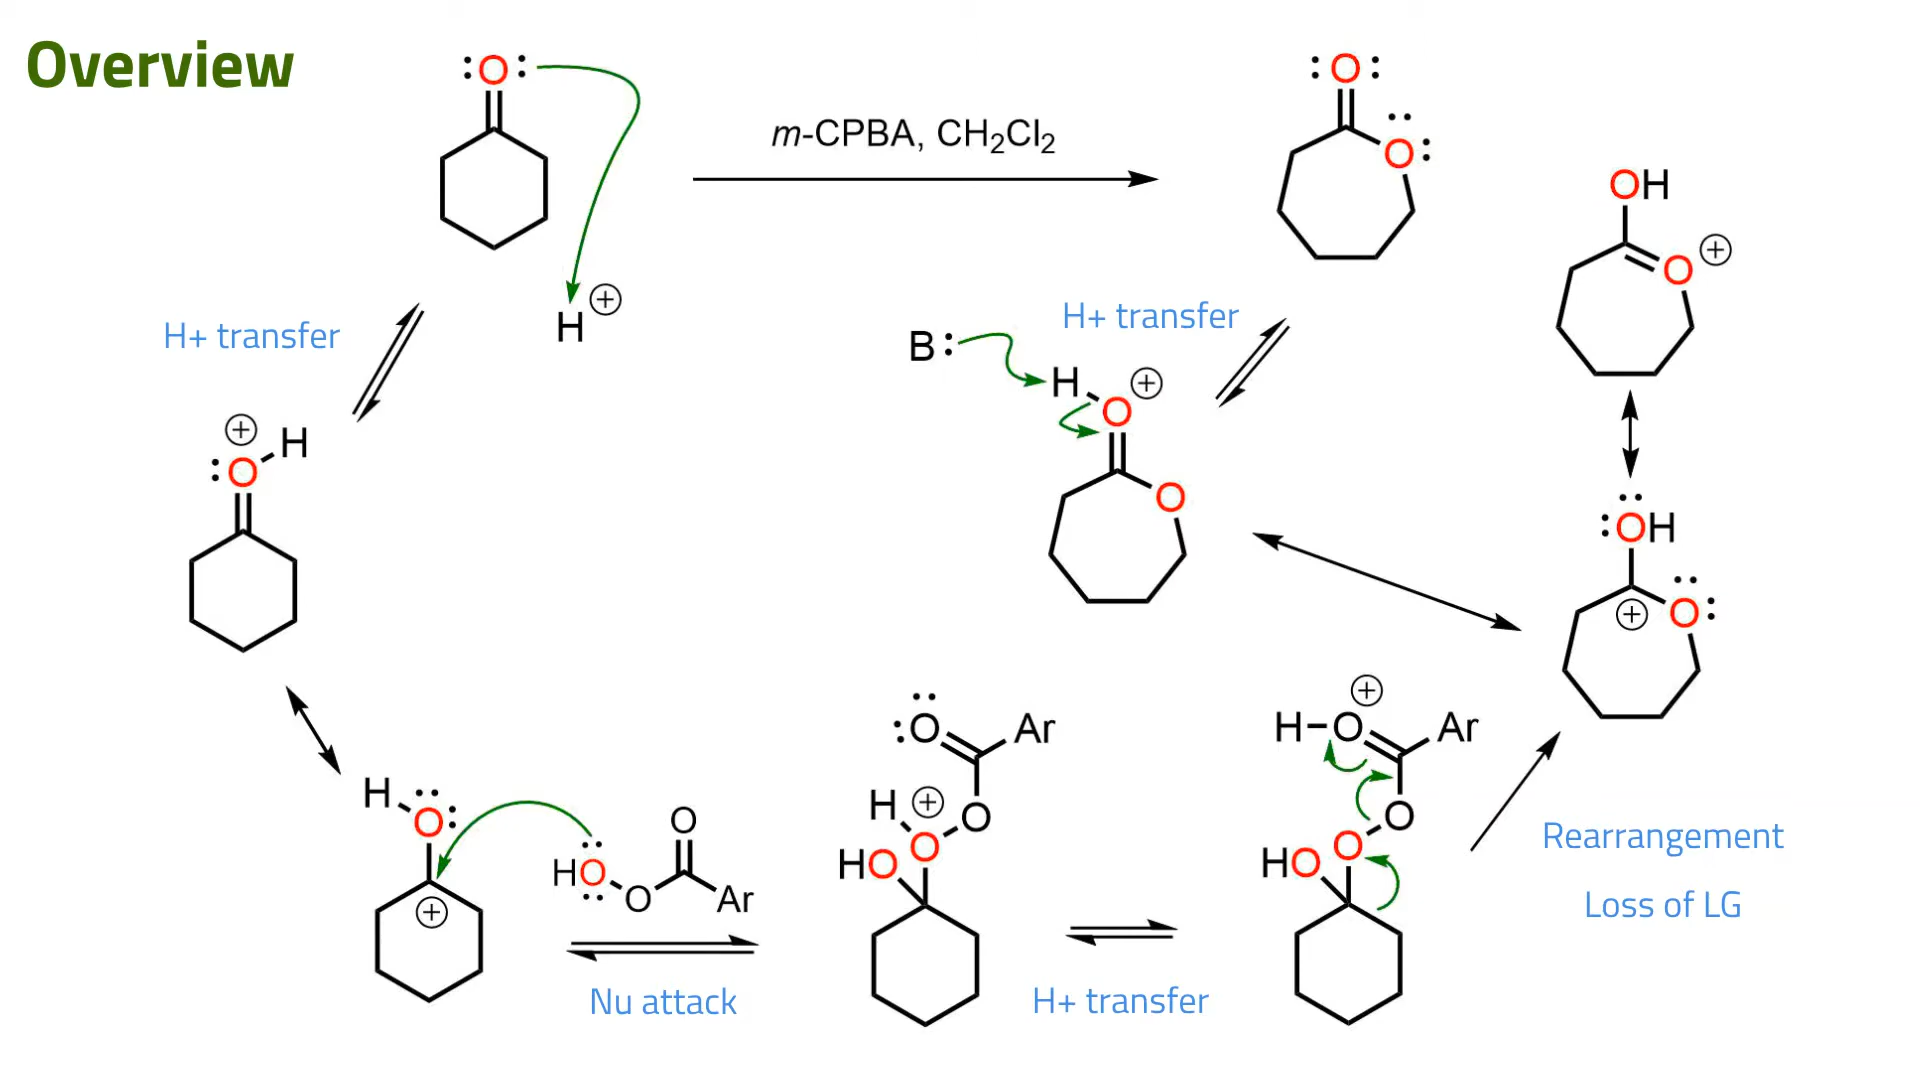 Overview
O
O
m-CPBA, CH2Cl2
O
OH
O
H
H+ transfer
H+ transfer
B:
H
O
H
O
O
OH
O
H
O
O
HO
O
Ar
O
Ar
H
O
O
HO
H-O
Ar
O
O
HO
Rearrangement
Loss of LG
Nu attack
H+ transfer